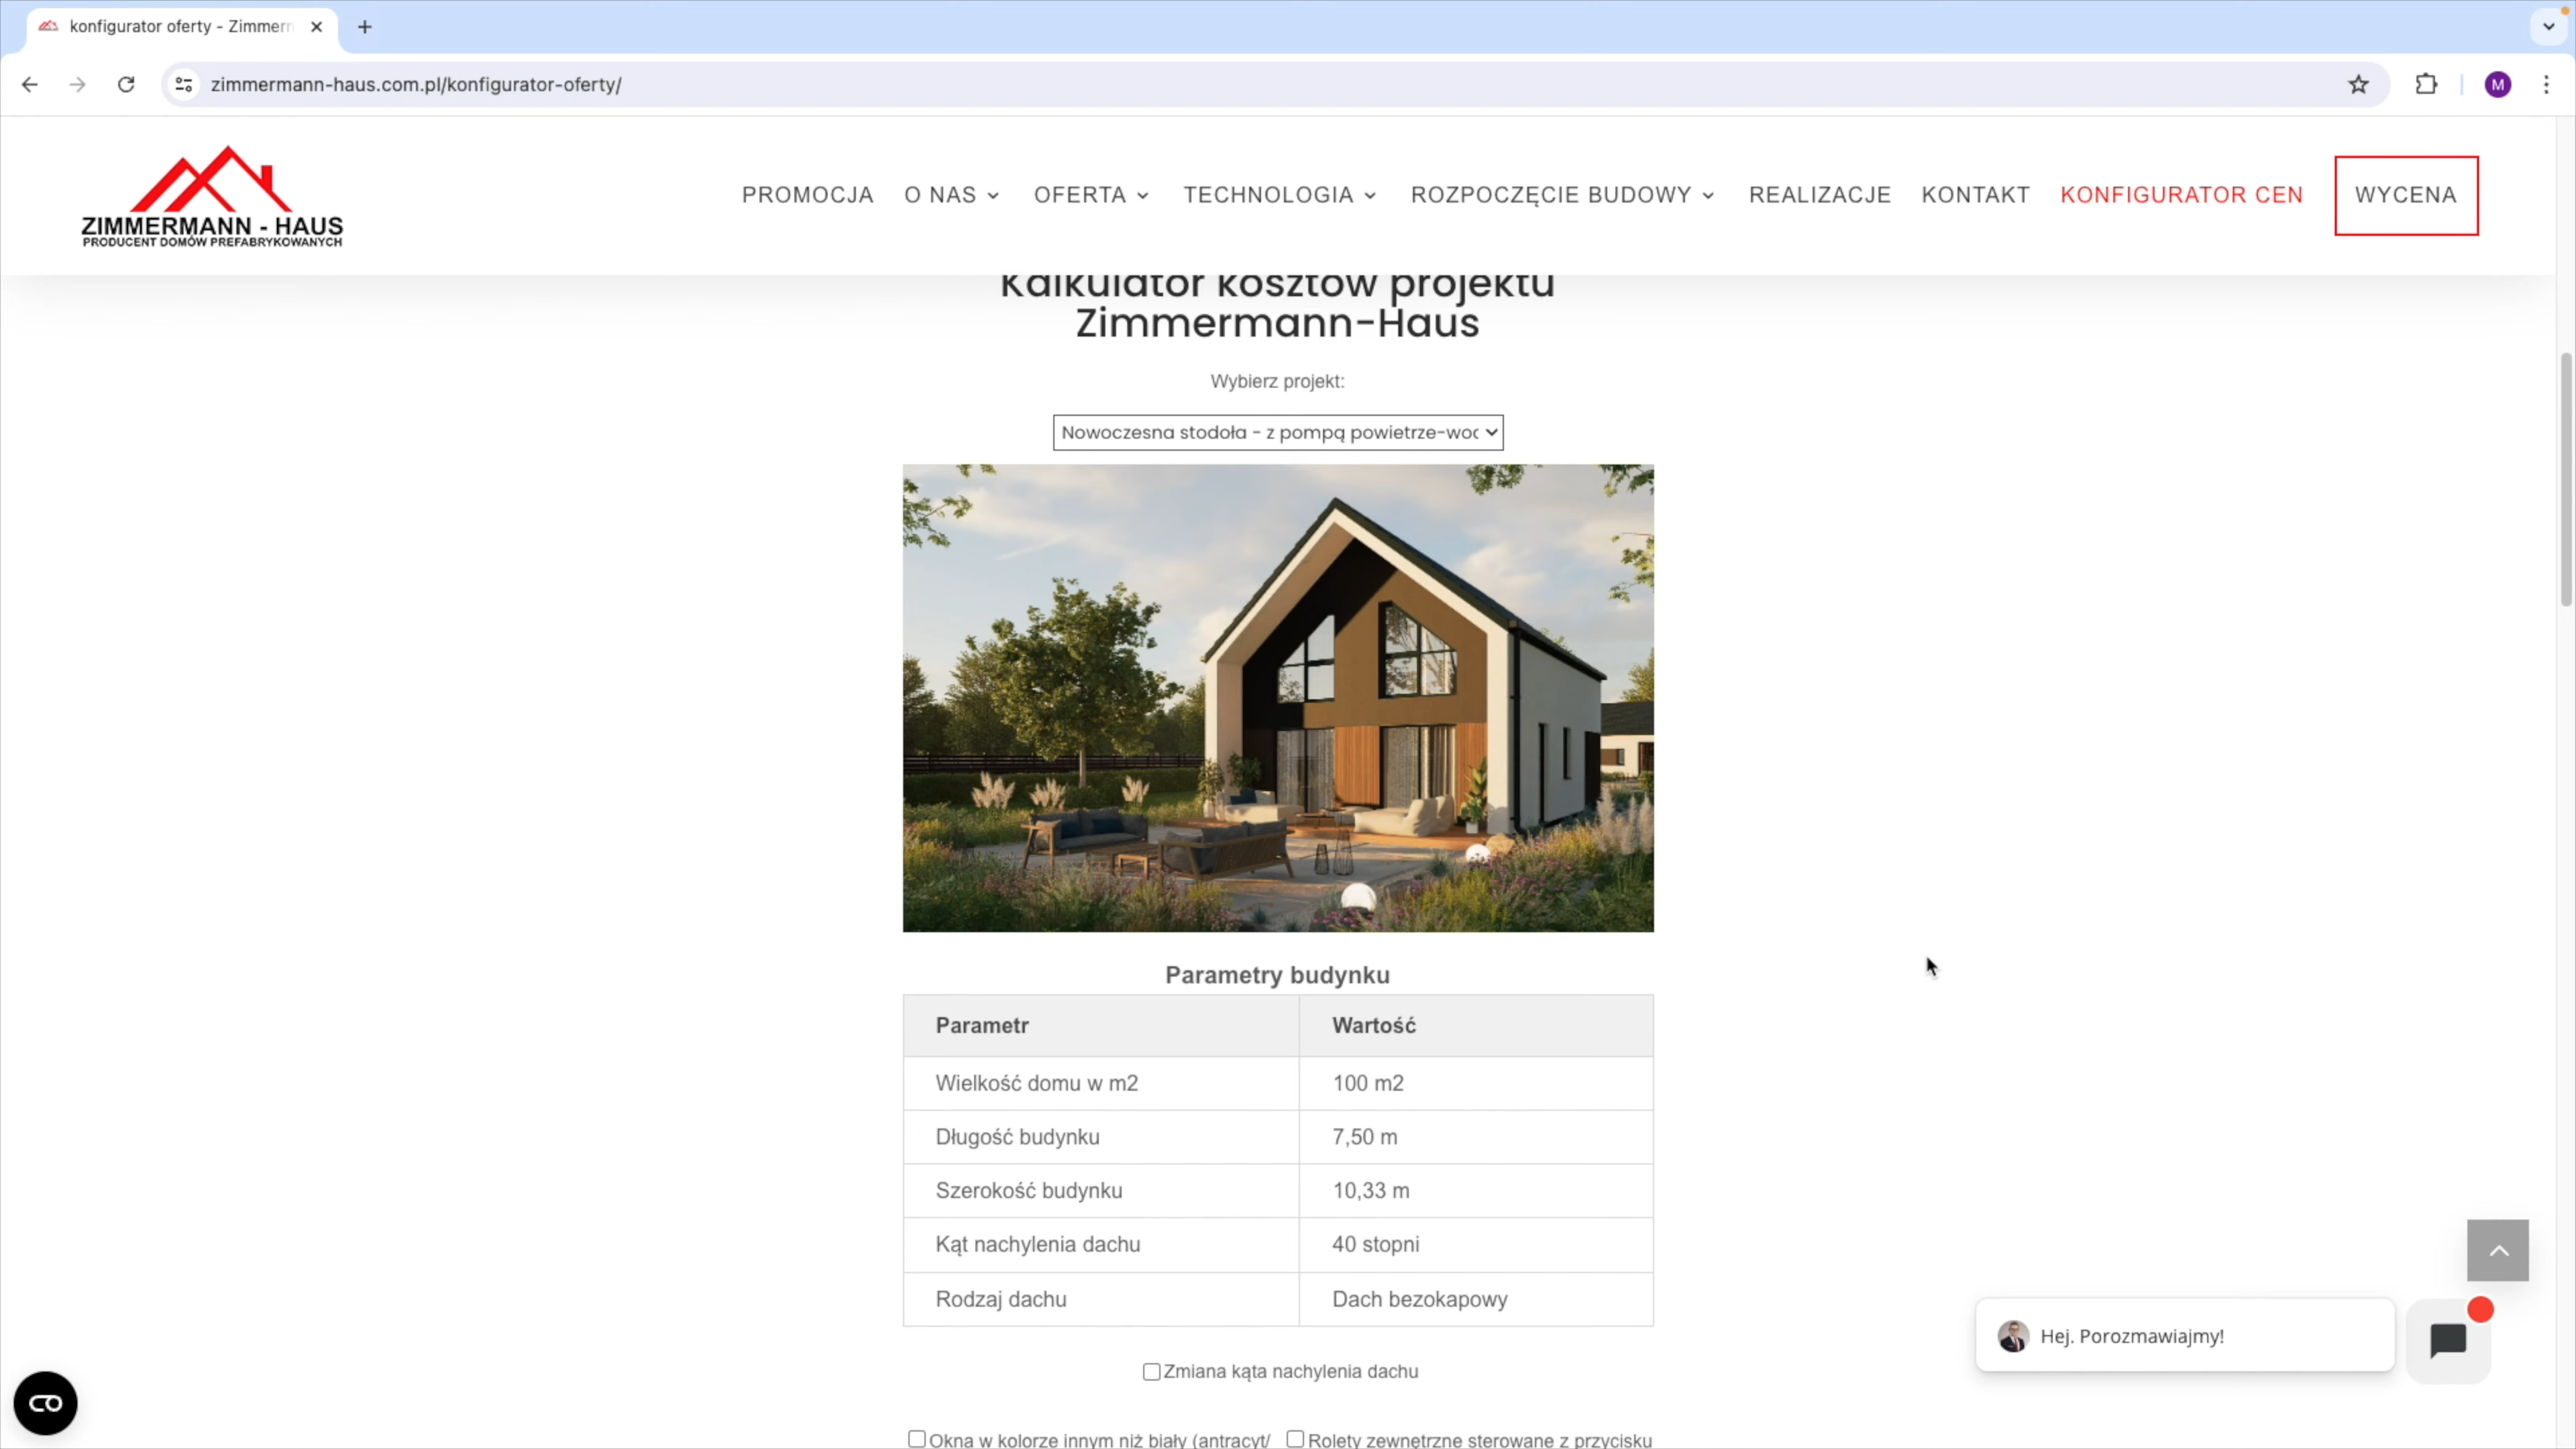 konfigurator oferty - Zimmern
zimmermann-haus.com.pl/konfigurator-oferty/
M
ZIMMERMANN - HAUS
PRODUCENT DOMÓW PREFABRYKOWANYCH
PROMOCJA O NAS OFERTA TECHNOLOGIA ROZPOCZĘCIE BUDOWY REALIZACJE KONTAKT KONFIGURATOR CEN WYCENA
Kalkulator kosztów projektu
Zimmermann-Haus
Wybierz projekt:
Nowoczesna stodoła - z pompą powietrze-woc
Parametry budynku
Parametr Wartość
Wielkość domu w m2 100 m2
Długość budynku 7,50 m
Szerokość budynku 10,33 m
Kąt nachylenia dachu 40 stopni
Rodzaj dachu Dach bezokapowy
Hej. Porozmawiajmy!
Zmiana kąta nachylenia dachu
Okna w kolorze innym niż biały (antracyt/ Rolety zewnętrzne sterowane z przycisku